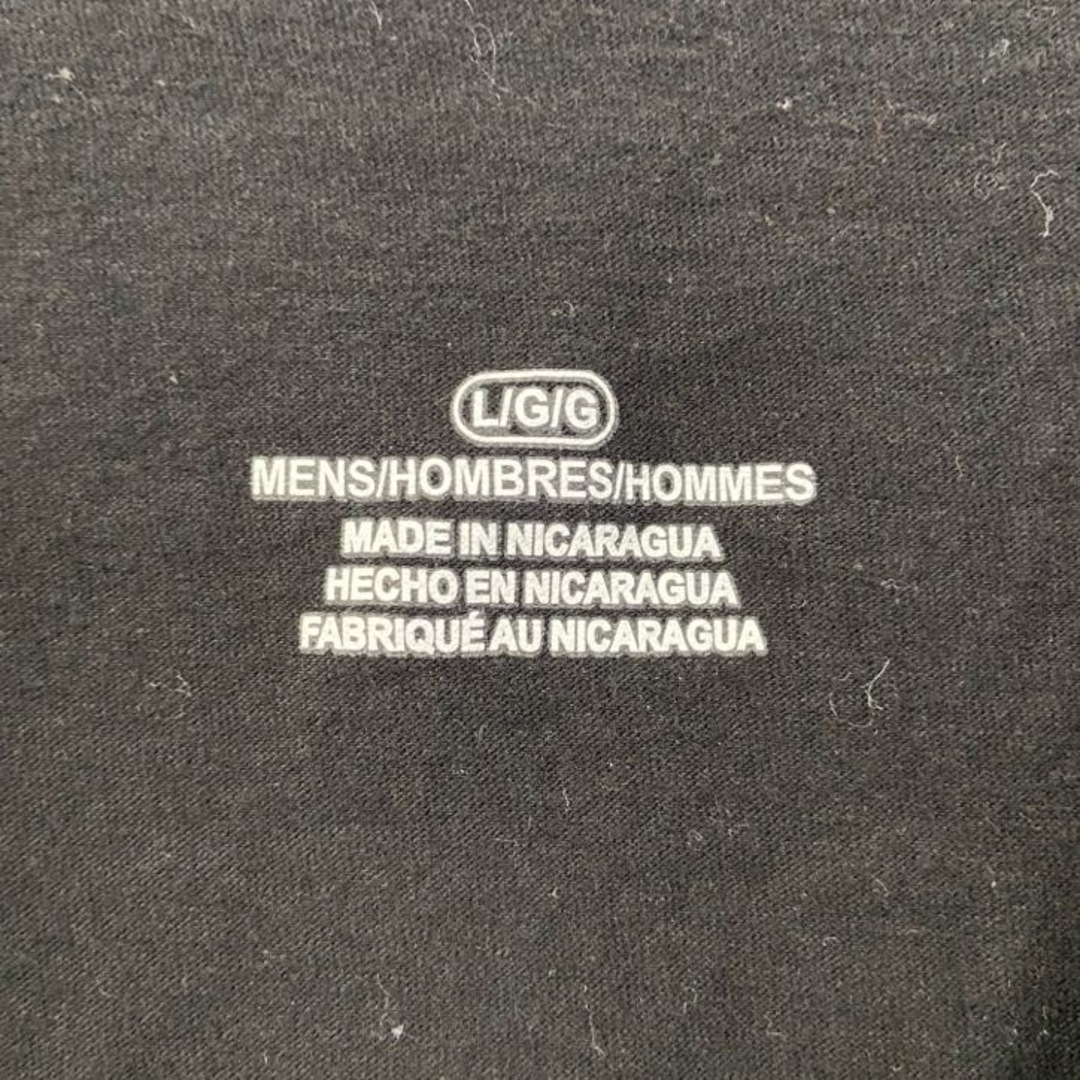 L/G/G
MENS/HOMBRES/HOMMES
MADE IN NICARAGUA
HECHO EN NICARAGUA
FABRIQUÉ AU NICARAGUA